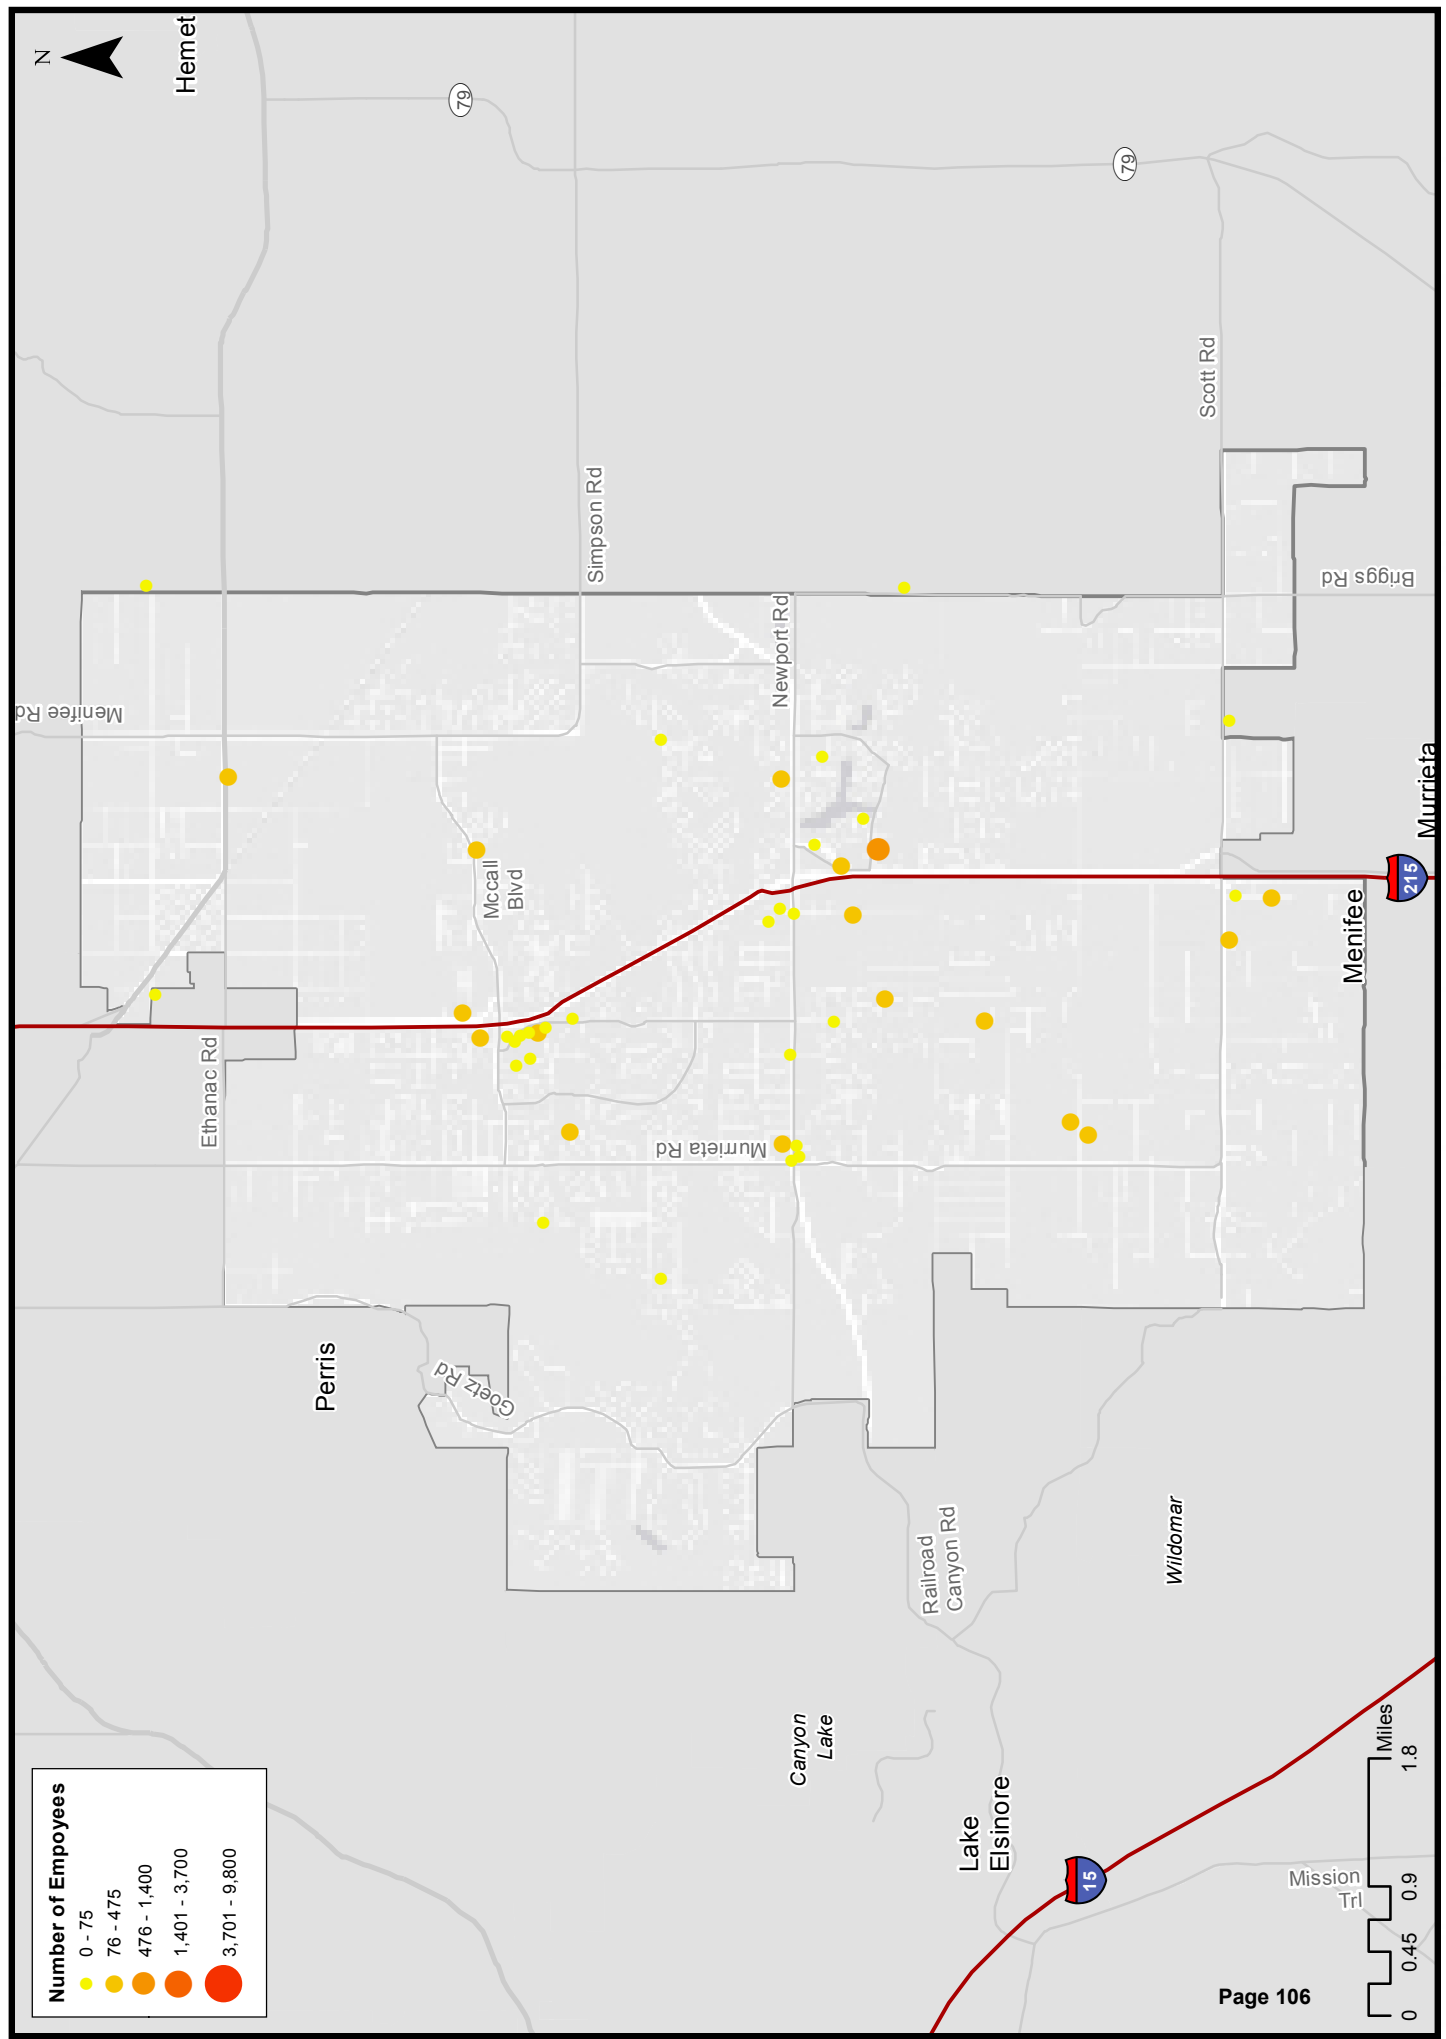 Number of Empoyees
0 - 75
76 - 475
476 - 1,400
1,401 - 3,700
3,701 - 9,800
N
Hemet
79
79
Menifee Rd
Ethanac Rd
Mccall
Blvd
Simpson Rd
Perris
Goetz Rd
Murrieta Rd
Newport Rd
Canyon
Lake
Railroad
Canyon Rd
Lake
Elsinore
Wildomar
Scott Rd
Briggs Rd
Menifee
Murrieta
215
15
Mission
Trl
Page 106
Miles
0
0.45
0.9
1.8